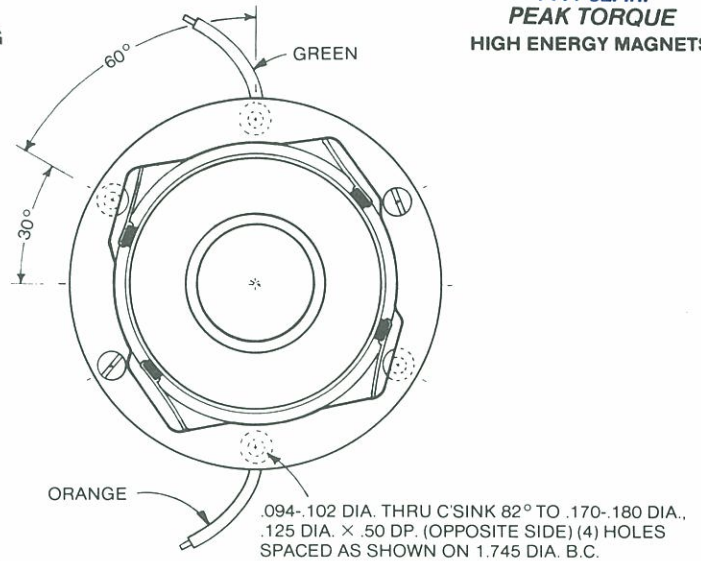 PEAK TORQUE
HIGH ENERGY MAGNETS
60°
GREEN
30°
ORANGE
.094-.102 DIA. THRU C'SINK 82° TO .170-.180 DIA.,
.125 DIA. × .50 DP. (OPPOSITE SIDE) (4) HOLES
SPACED AS SHOWN ON 1.745 DIA. B.C.